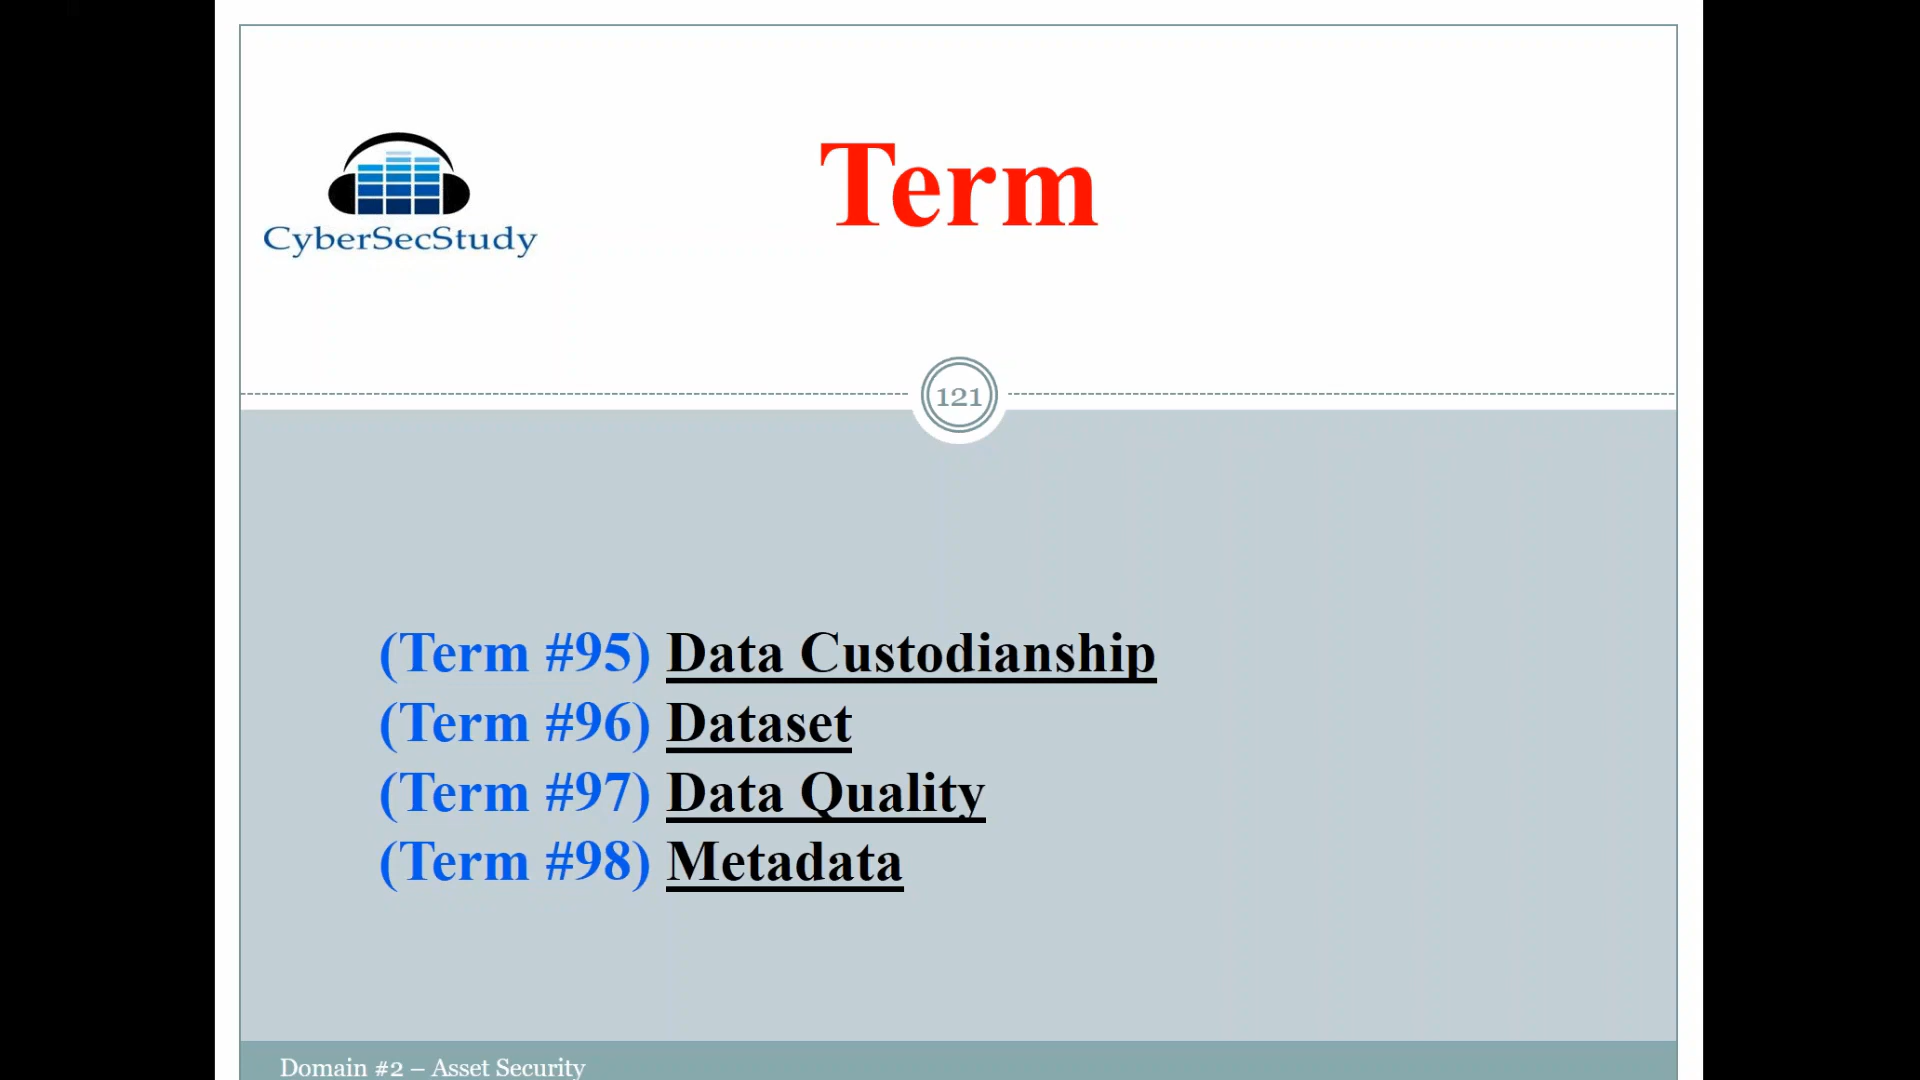 CyberSecStudy
Term
121
(Term #95) Data Custodianship
(Term #96) Dataset
(Term #97) Data Quality
(Term #98) Metadata
Domain #2 – Asset Security